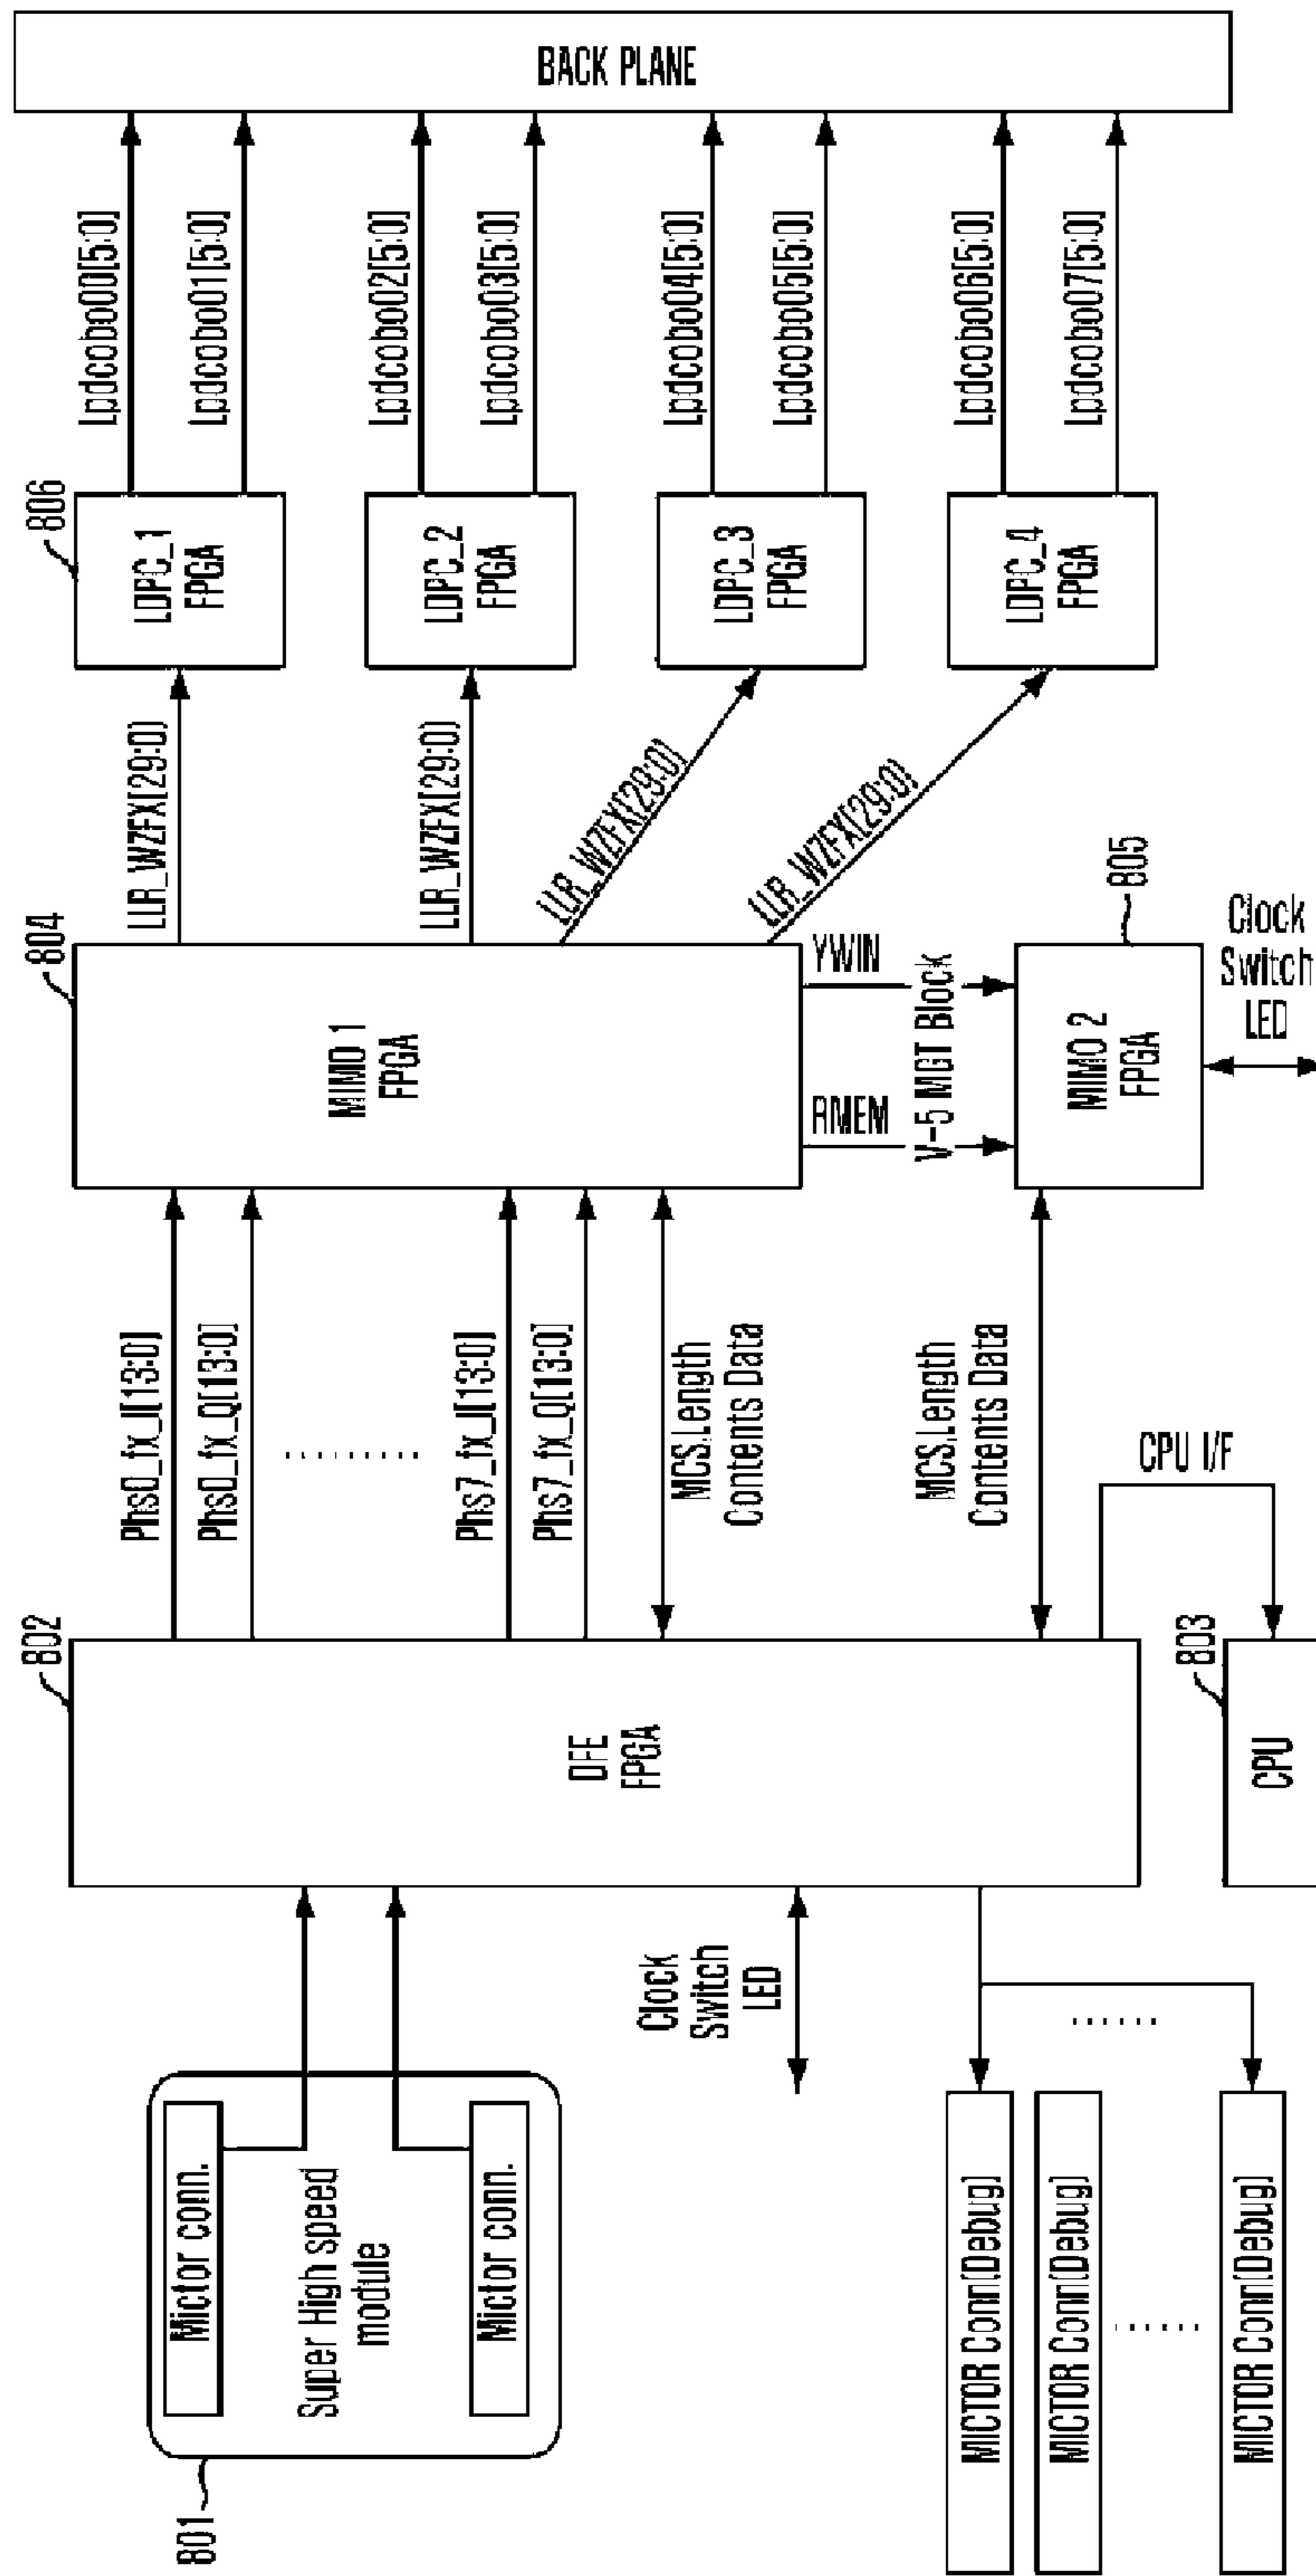 801
Mictor conn.
Super High speed
module
Mictor conn.
Clock
Switch
LED
MICTOR Conn(Debug)
MICTOR Conn(Debug)
........
MICTOR Conn(Debug)
......
802
DFE
FPGA
803
CPU
CPU I/F
Phs0_fx_I[13:0]
Phs0_fx_Q[13:0]
.........
Phs7_fx_I[13:0]
Phs7_fx_Q[13:0]
MCS.Length
Contents Data
MCS.Length
Contents Data
804
MIMO 1
FPGA
RMEM
YWIN
V-5 MGT Block
805
MIMO 2
FPGA
Clock
Switch
LED
LLR_WZFX[29:0)
LLR_WZFX[29:0)
LLR_WZFX[29:0)
LLR_WZFX[29:0)
806
LDPC_1
FPGA
LDPC_2
FPGA
LDPC_3
FPGA
LDPC_4
FPGA
Lpdcobo00[5:0]
Lpdcobo01[5:0]
Lpdcobo02[5:0]
Lpdcobo03[5:0]
Lpdcobo04[5:0]
Lpdcobo05[5:0]
Lpdcobo06[5:0]
Lpdcobo07[5:0]
BACK PLANE